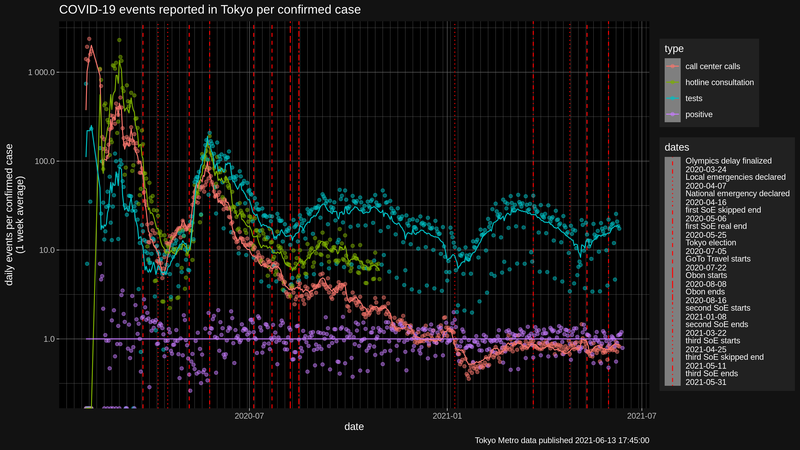 COVID-19 events reported in Tokyo per confirmed case
daily events per confirmed case
(1 week average)
1 000.0
100.0
10.0
1.0
2020-07
2021-01
2021-07
date
Tokyo Metro data published 2021-06-13 17:45:00
type
call center calls
hotline consultation
tests
positive
dates
Olympics delay finalized
2020-03-24
Local emergencies declared
2020-04-07
National emergency declared
2020-04-16
first SoE skipped end
2020-05-06
first SoE real end
2020-05-25
Tokyo election
2020-07-05
GoTo Travel starts
2020-07-22
Obon starts
2020-08-08
Obon ends
2020-08-16
second SoE starts
2021-01-08
second SoE ends
2021-03-22
third SoE starts
2021-04-25
third SoE skipped end
2021-05-11
third SoE ends
2021-05-31